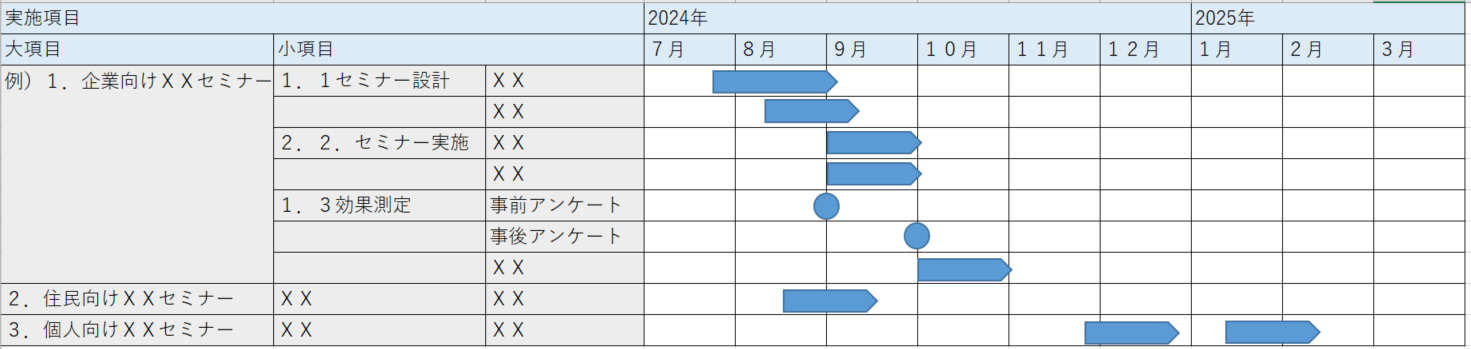 実施項目 2024年 2025年
大項目 小項目 7月 8月 9月 10月 11月 12月 1月 2月 3月
例）１．企業向けＸＸセミナー １．１セミナー設計 ＸＸ
ＸＸ
２．２．セミナー実施 ＸＸ
ＸＸ
１．３効果測定 事前アンケート
事後アンケート
ＸＸ
２．住民向けＸＸセミナー ＸＸ ＸＸ
３．個人向けＸＸセミナー ＸＸ ＸＸ